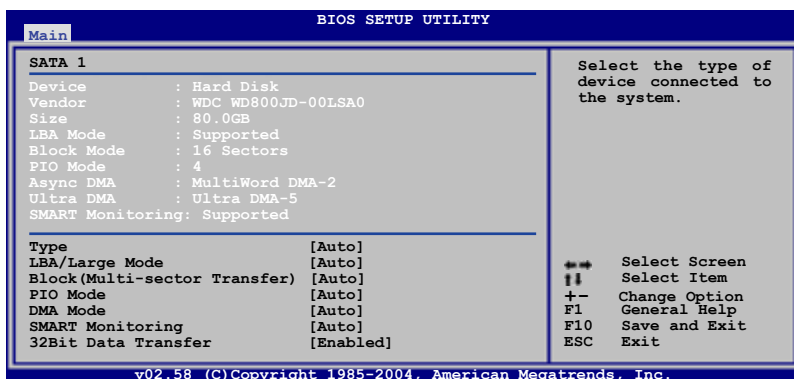 BIOS SETUP UTILITY
Main
SATA 1
Device : Hard Disk
Vendor : WDC WD800JD-00LSA0
Size : 80.0GB
LBA Mode : Supported
Block Mode : 16 Sectors
PIO Mode : 4
Async DMA : MultiWord DMA-2
Ultra DMA : Ultra DMA-5
SMART Monitoring: Supported
Type [Auto]
LBA/Large Mode [Auto]
Block(Multi-sector Transfer) [Auto]
PIO Mode [Auto]
DMA Mode [Auto]
SMART Monitoring [Auto]
32Bit Data Transfer [Enabled]
Select the type of
device connected to
the system.
Select Screen
Select Item
+- Change Option
F1 General Help
F10 Save and Exit
ESC Exit
v02.58 (C)Copyright 1985-2004, American Megatrends, Inc.